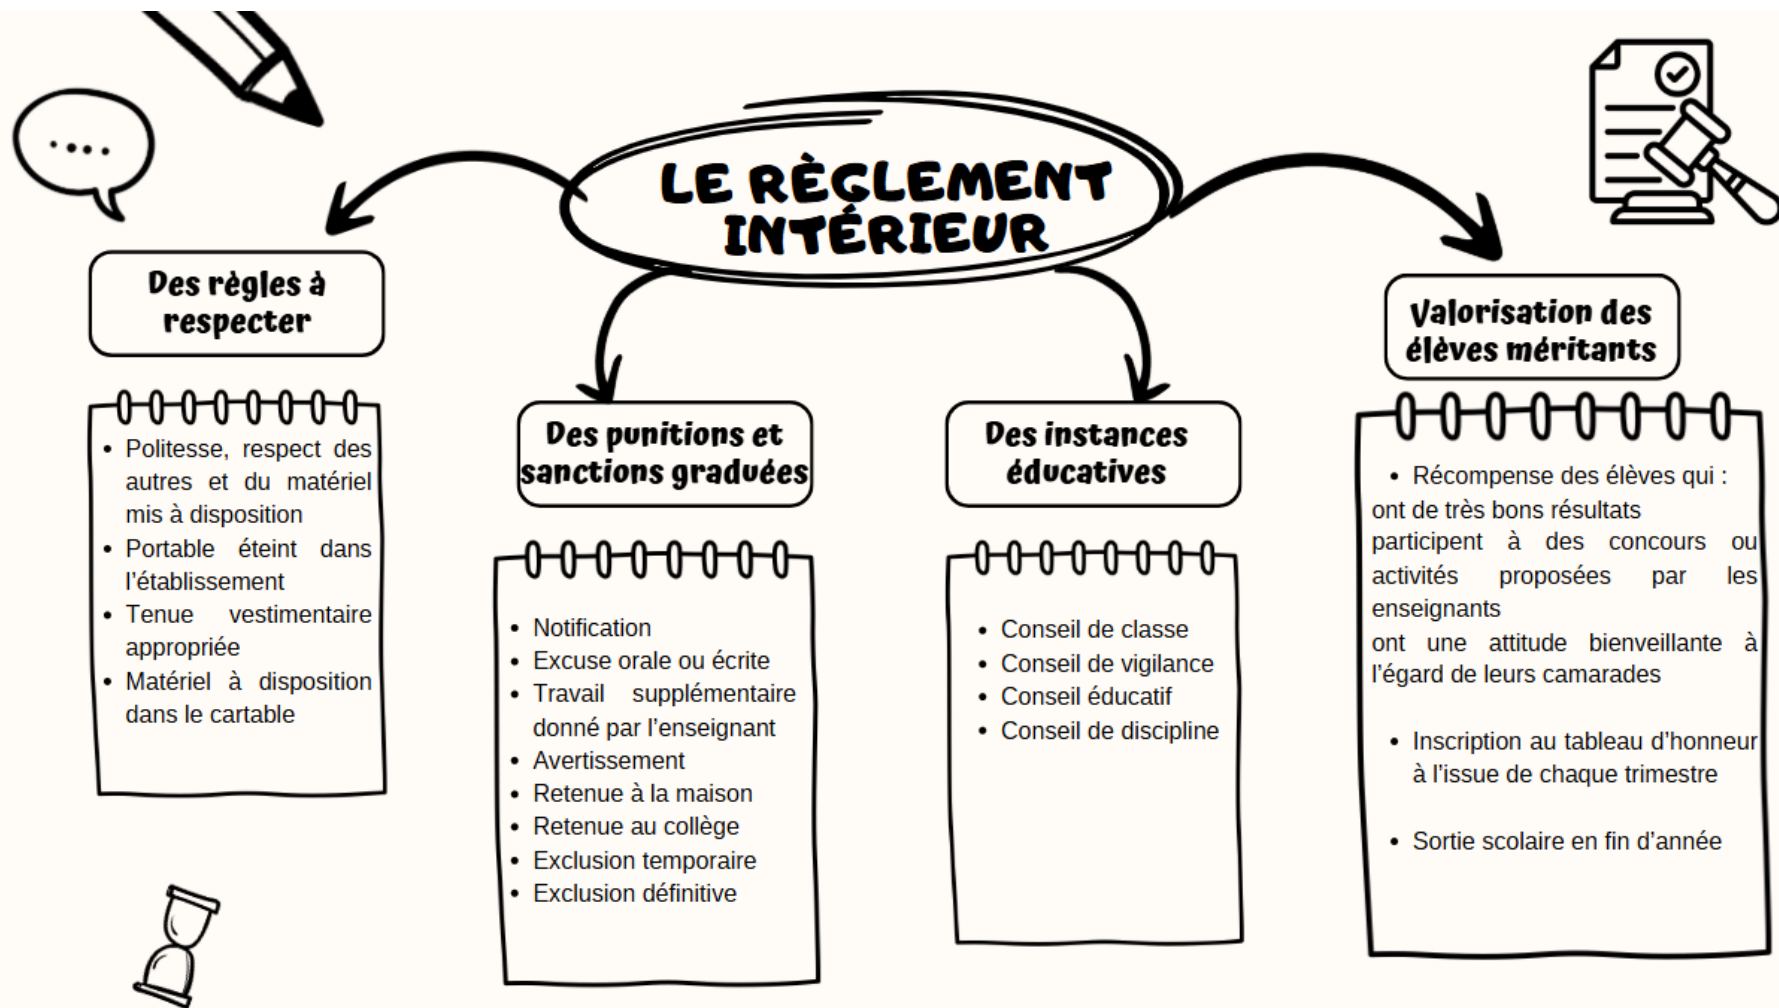 LE RÈGLEMENT
INTÉRIEUR
Des règles à
respecter
• Politesse, respect des
autres et du matériel
mis à disposition
• Portable éteint dans
l'établissement
• Tenue vestimentaire
appropriée
• Matériel à disposition
dans le cartable
Des punitions et
sanctions graduées
• Notification
• Excuse orale ou écrite
• Travail supplémentaire
donné par l'enseignant
• Avertissement
• Retenue à la maison
• Retenue au collège
• Exclusion temporaire
• Exclusion définitive
Des instances
éducatives
• Conseil de classe
• Conseil de vigilance
• Conseil éducatif
• Conseil de discipline
Valorisation des
élèves méritants
• Récompense des élèves qui :
ont de très bons résultats
participent à des concours ou
activités proposées par les
enseignants
ont une attitude bienveillante à
l'égard de leurs camarades
• Inscription au tableau d'honneur
à l'issue de chaque trimestre
• Sortie scolaire en fin d'année